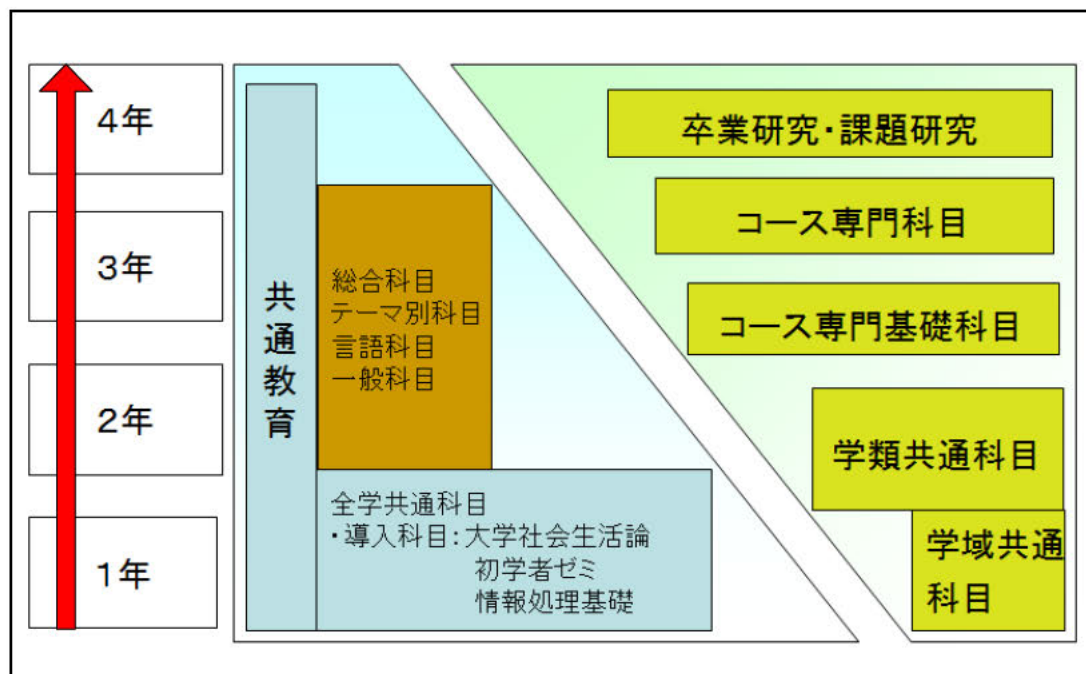 4年
3年
2年
1年
共通教育
総合科目
テーマ別科目
言語科目
一般科目
全学共通科目
・導入科目:大学社会生活論
初学者ゼミ
情報処理基礎
卒業研究・課題研究
コース専門科目
コース専門基礎科目
学類共通科目
学域共通
科目